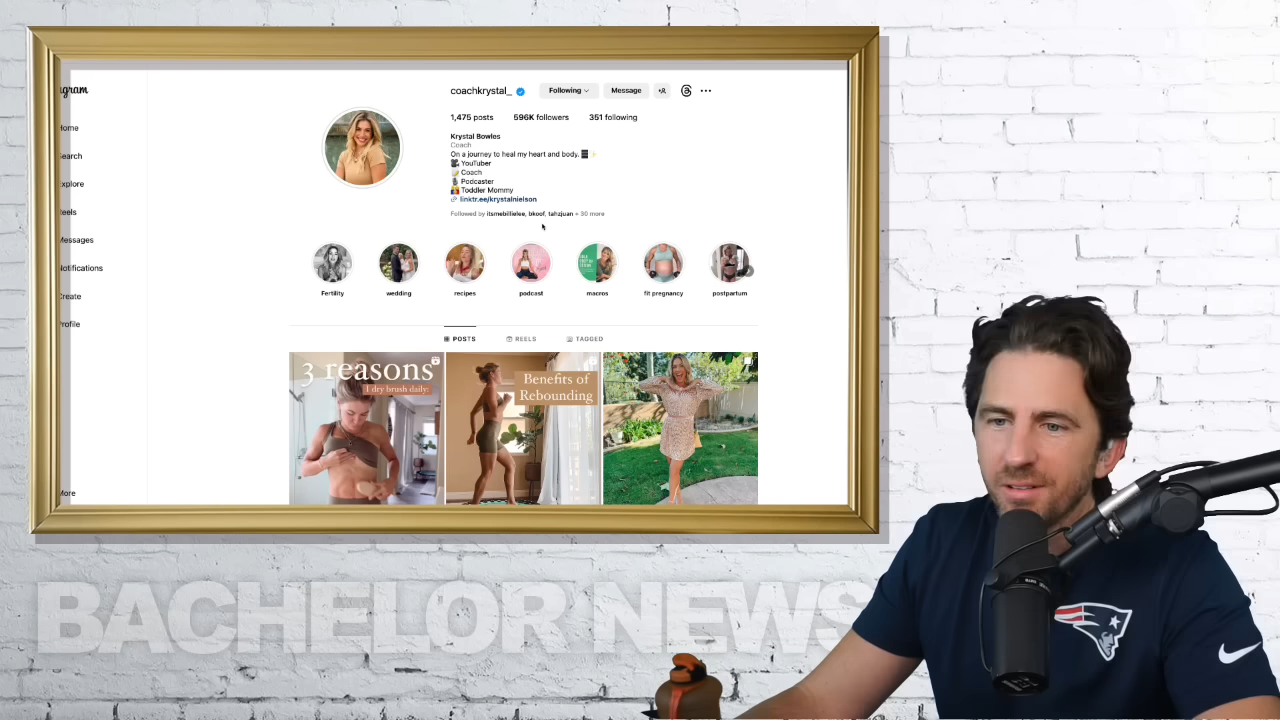 gram
coachkrystal_
Following
Message
1,475 posts 596K followers 351 following
Krystal Bowles
Coach
On a journey to heal my heart and body.
YouTuber
Coach
Podcaster
Toddler Mommy
linktr.ee/krystalnielson
Followed by itsmebillielee, bkoof, tahzjuan + 30 more
Home
Search
Explore
Reels
Messages
Notifications
Create
Profile
More
Fertility
wedding
recipes
podcast
macros
fit pregnancy
postpartum
POSTS
REELS
TAGGED
3 reasons
I dry brush daily:
Benefits of
Rebounding
BACHELOR NEWS